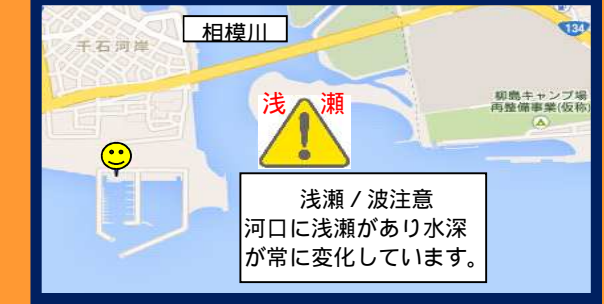 相模川
134
千石河岸
柳島キャンプ場
再整備事業(仮称)
浅 瀬
浅瀬 / 波注意
河口に浅瀬があり水深
が常に変化しています。